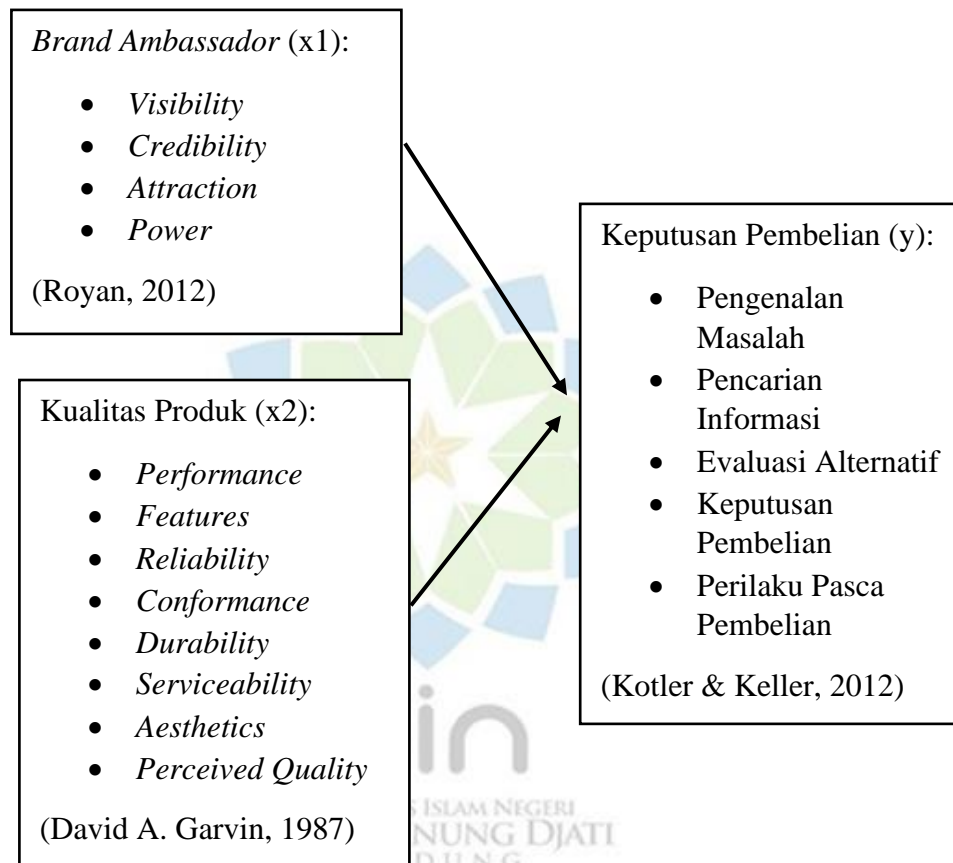 Brand Ambassador (x1):
• Visibility
• Credibility
• Attraction
• Power
(Royan, 2012)
Kualitas Produk (x2):
• Performance
• Features
• Reliability
• Conformance
• Durability
• Serviceability
• Aesthetics
• Perceived Quality
(David A. Garvin, 1987)
Keputusan Pembelian (y):
• Pengenalan
Masalah
• Pencarian
Informasi
• Evaluasi Alternatif
• Keputusan
Pembelian
• Perilaku Pasca
Pembelian
(Kotler & Keller, 2012)
in
S ISLAM NEGERI
NUNG DJATI